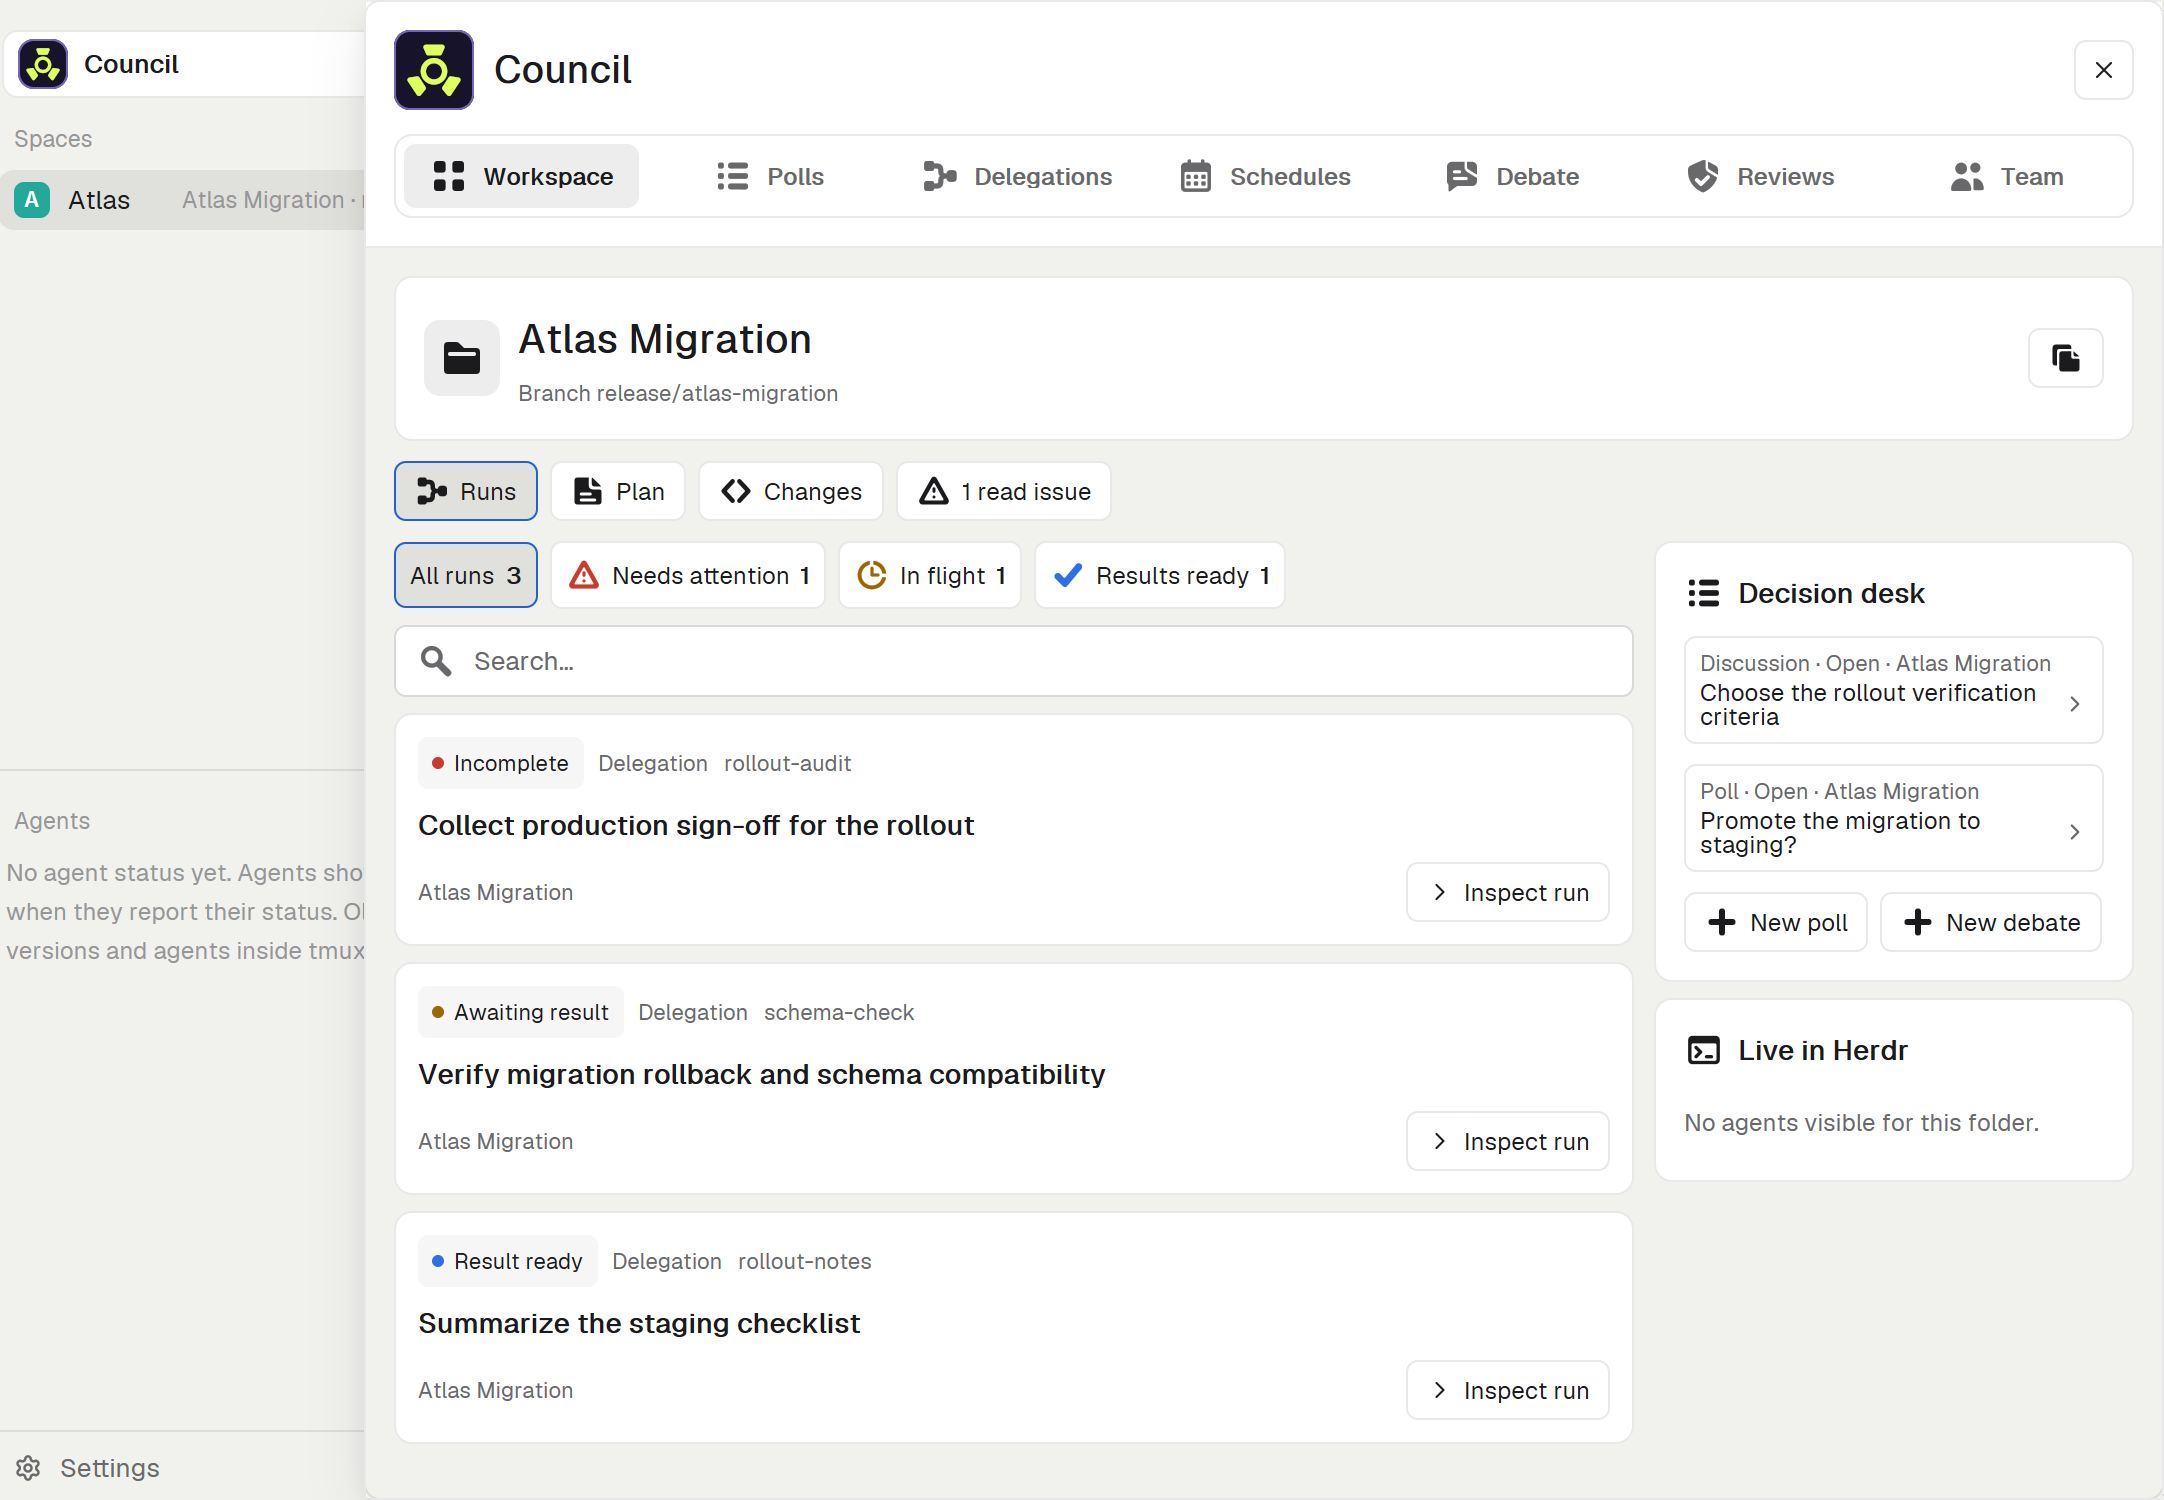 Council
Spaces
A Atlas Atlas Migration ·
Agents
No agent status yet. Agents sho
when they report their status. Ol
versions and agents inside tmux
Settings
Council
Workspace Polls Delegations Schedules Debate Reviews Team
Atlas Migration
Branch release/atlas-migration
Runs Plan Changes 1 read issue
All runs 3 Needs attention 1 In flight 1 Results ready 1
Search...
Incomplete Delegation rollout-audit
Collect production sign-off for the rollout
Atlas Migration Inspect run
Awaiting result Delegation schema-check
Verify migration rollback and schema compatibility
Atlas Migration Inspect run
Result ready Delegation rollout-notes
Summarize the staging checklist
Atlas Migration Inspect run
Decision desk
Discussion · Open · Atlas Migration
Choose the rollout verification
criteria
Poll · Open · Atlas Migration
Promote the migration to
staging?
New poll New debate
Live in Herdr
No agents visible for this folder.